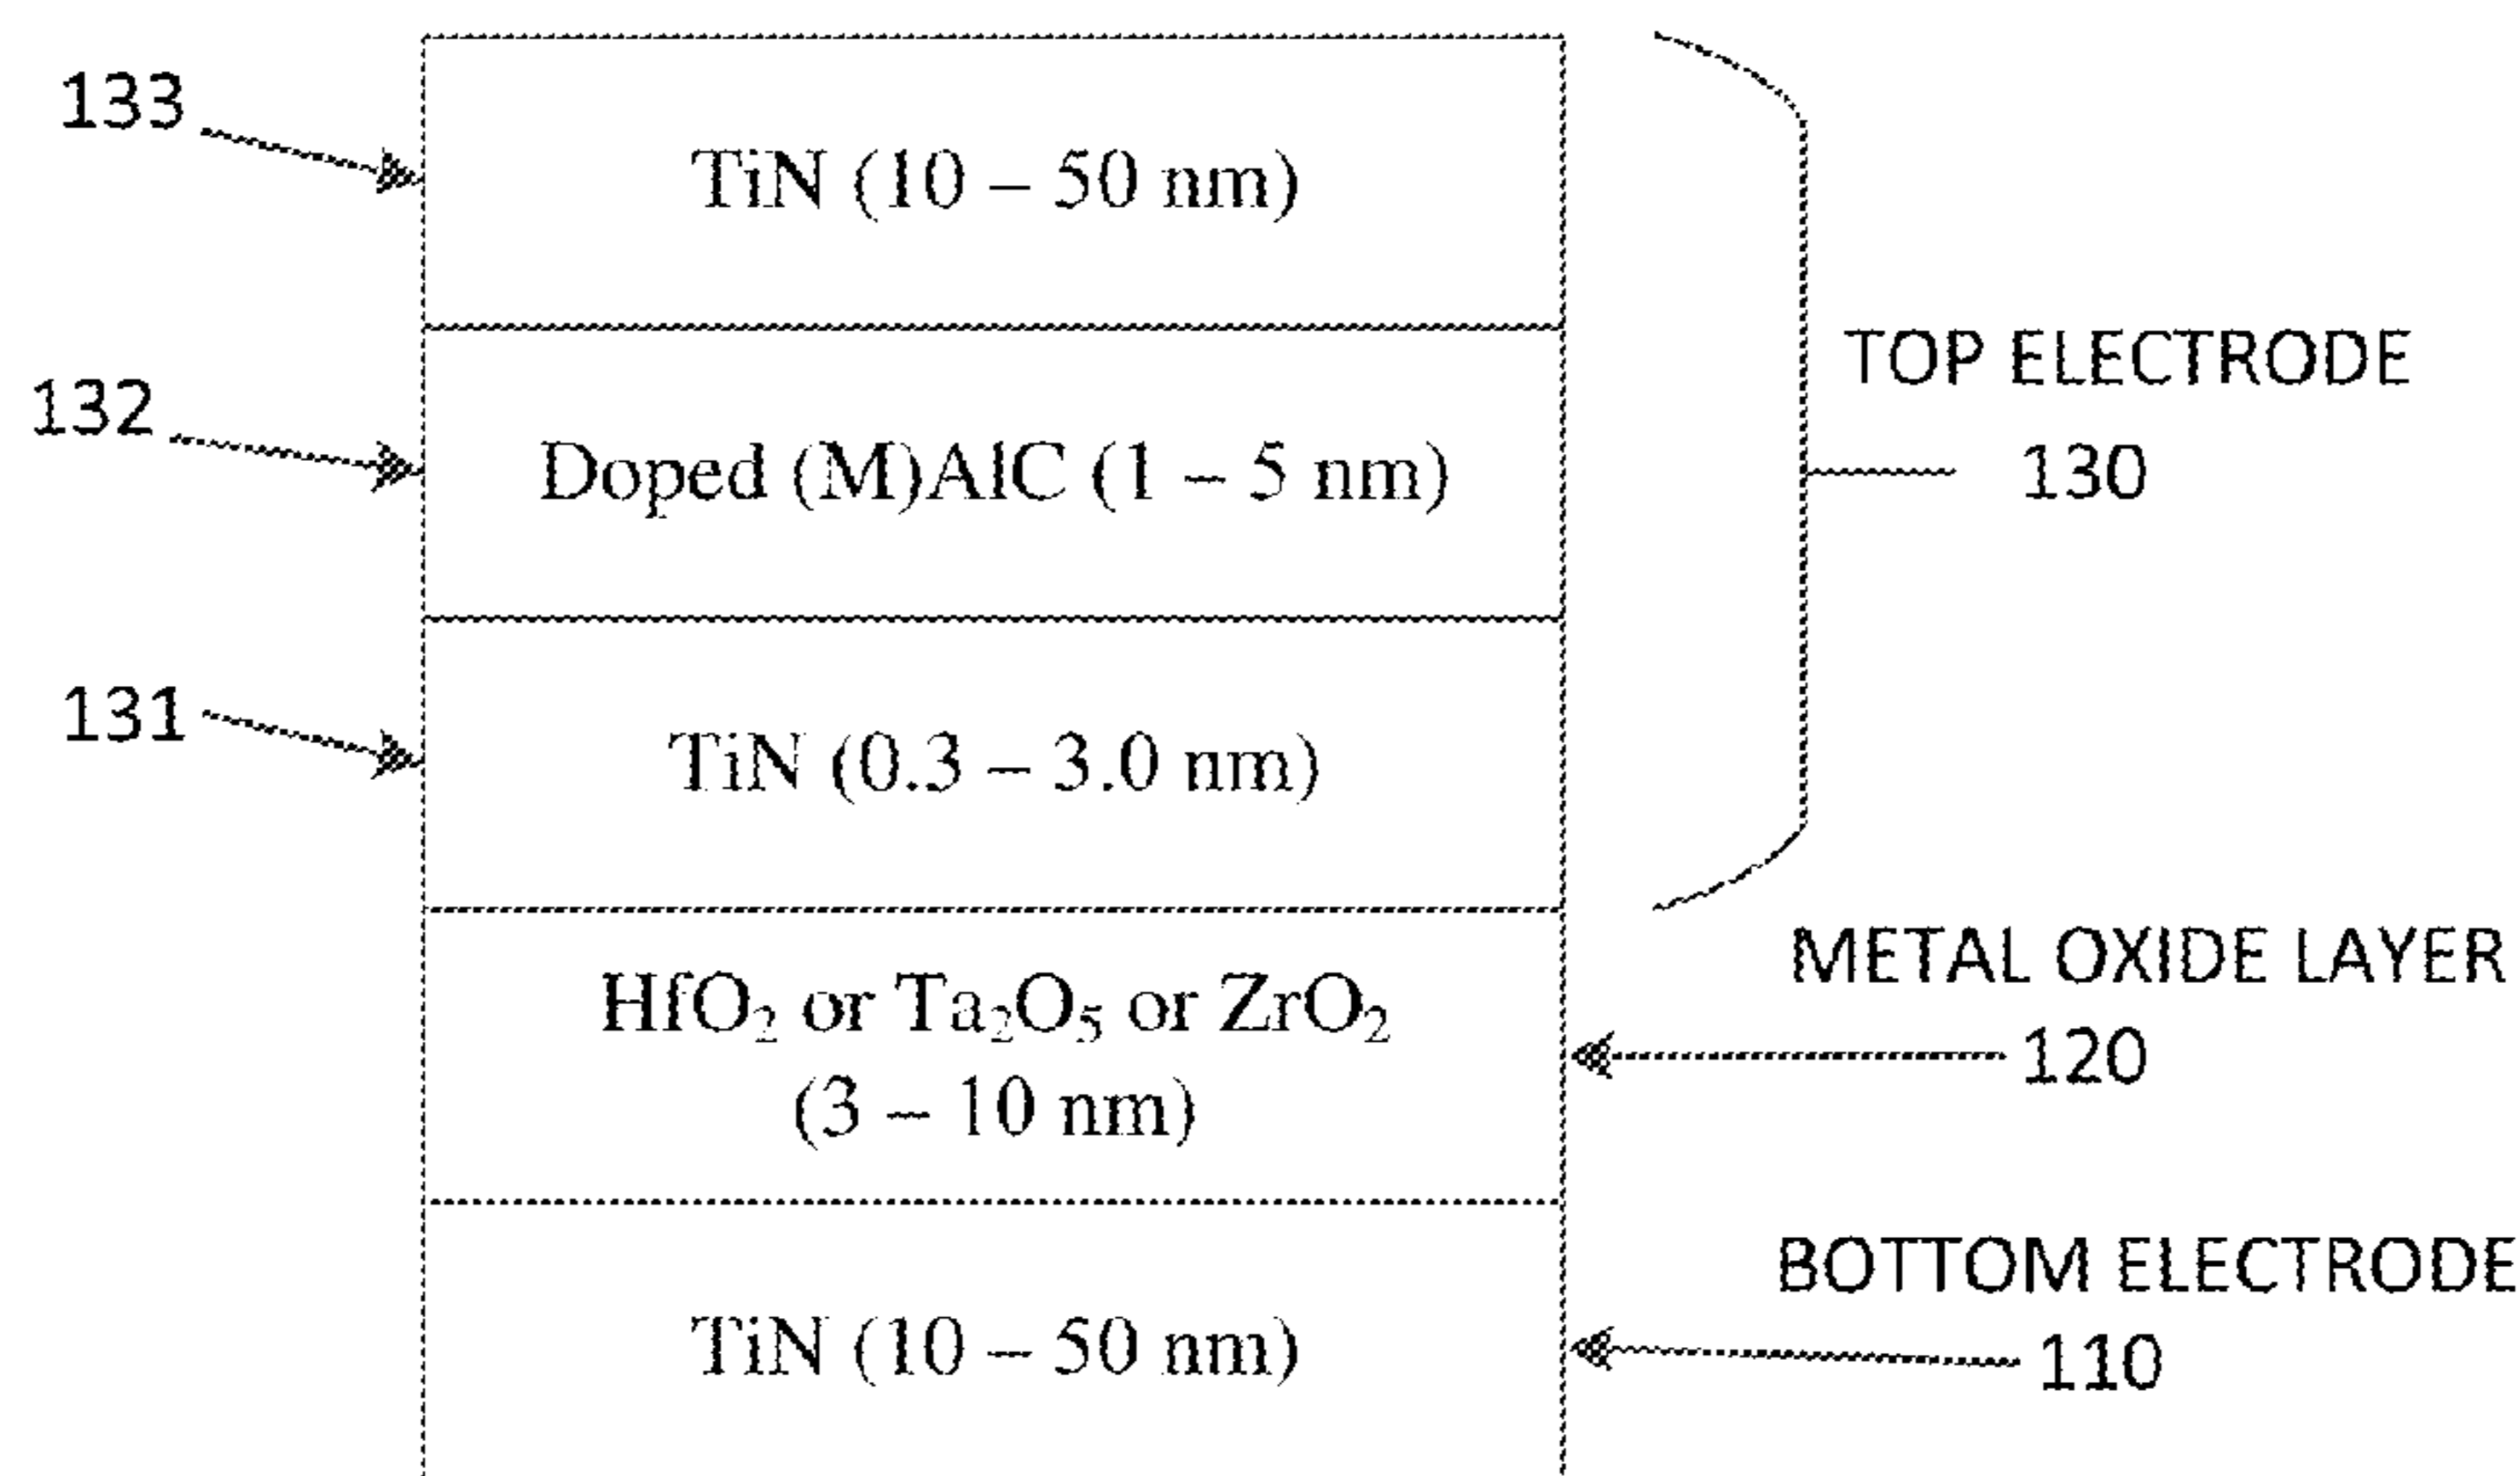 133
TiN (10 – 50 nm)
TOP ELECTRODE
130
132
Doped (M)AlC (1 – 5 nm)
131
TiN (0.3 – 3.0 nm)
METAL OXIDE LAYER
120
HfO₂ or Ta₂O₅ or ZrO₂
(3 – 10 nm)
BOTTOM ELECTRODE
110
TiN (10 – 50 nm)